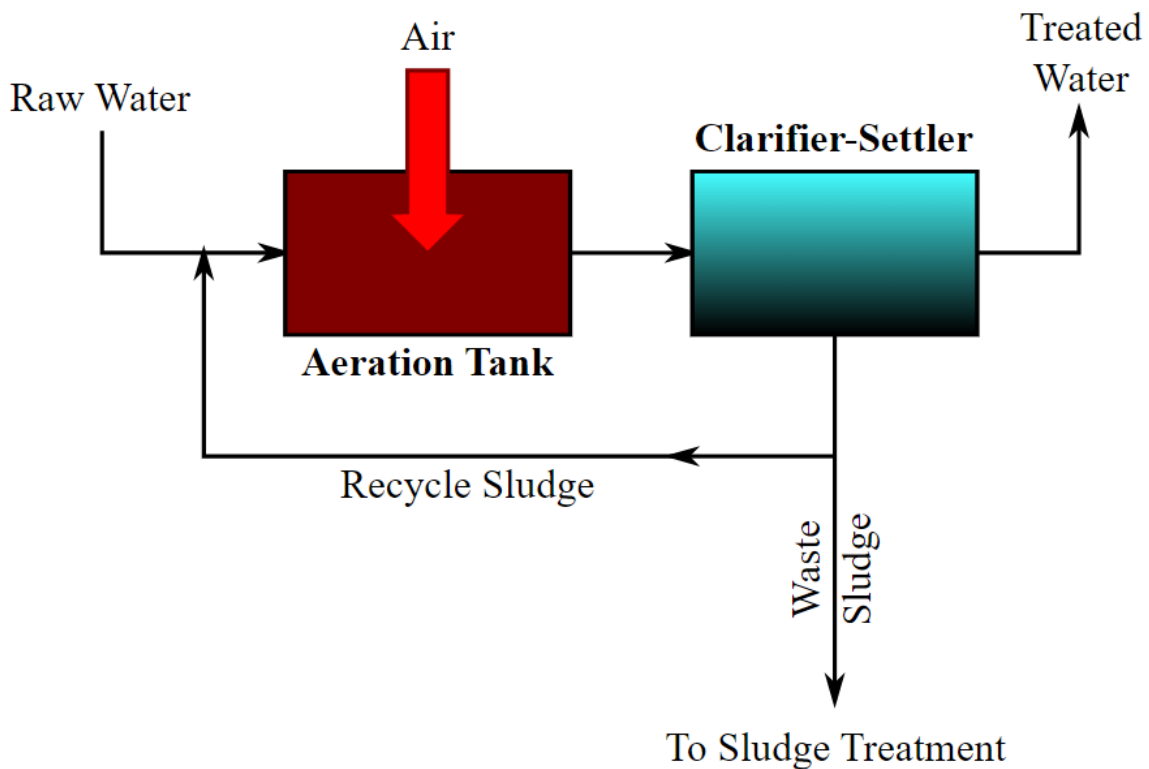 Air
Treated
Water
Raw Water
Clarifier-Settler
Aeration Tank
Recycle Sludge
Waste
Sludge
To Sludge Treatment